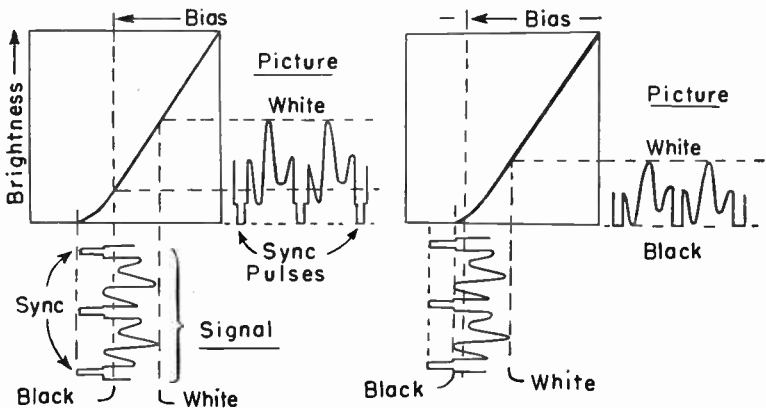 Bias
Brightness
Picture
White
Sync
Pulses
Sync
Signal
Black
White
Bias
Picture
White
Black
Black
White